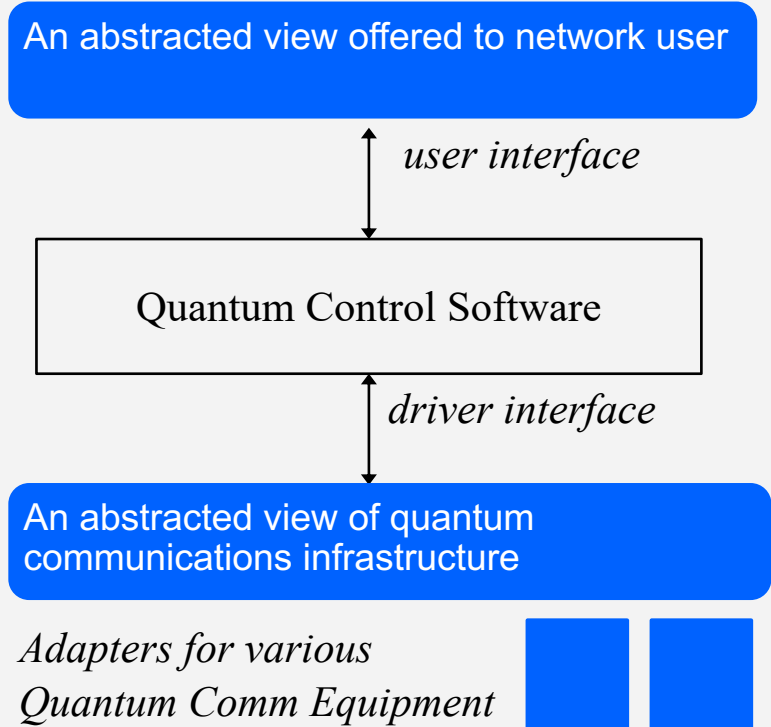 An abstracted view offered to network user
user interface
Quantum Control Software
driver interface
An abstracted view of quantum
communications infrastructure
Adapters for various
Quantum Comm Equipment